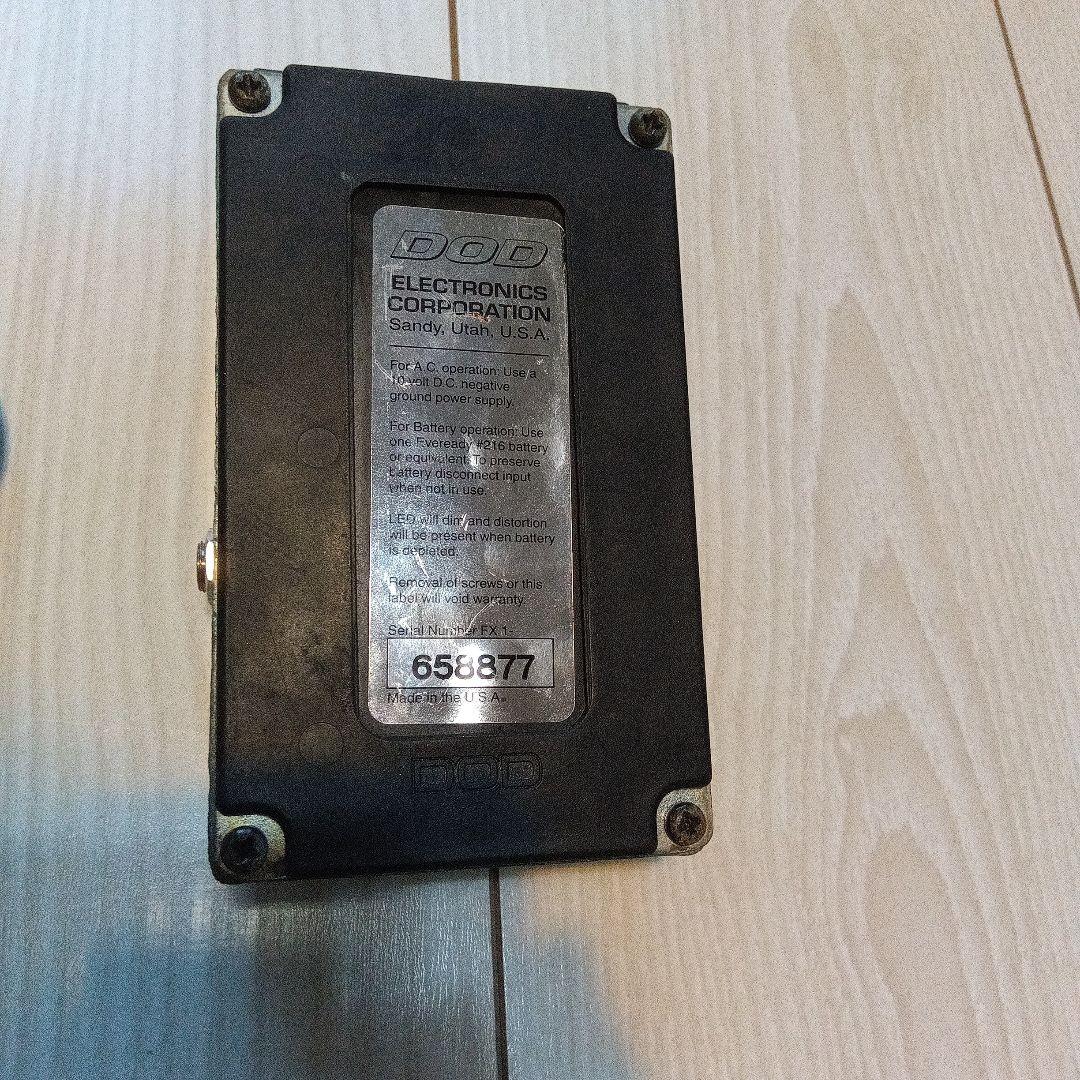 DOD
ELECTRONICS
CORPORATION
Sandy, Utah, U.S.A.
For A.C. operation: Use a
10 volt D.C. negative
ground power supply.
For Battery operation: Use
one Eveready #216 battery
or equivalent. To preserve
battery disconnect input
when not in use.
LED will dim and distortion
will be present when battery
is depleted.
Removal of screws or this
label will void warranty.
Serial Number FX 1-
658877
Made in the U.S.A.
DOD